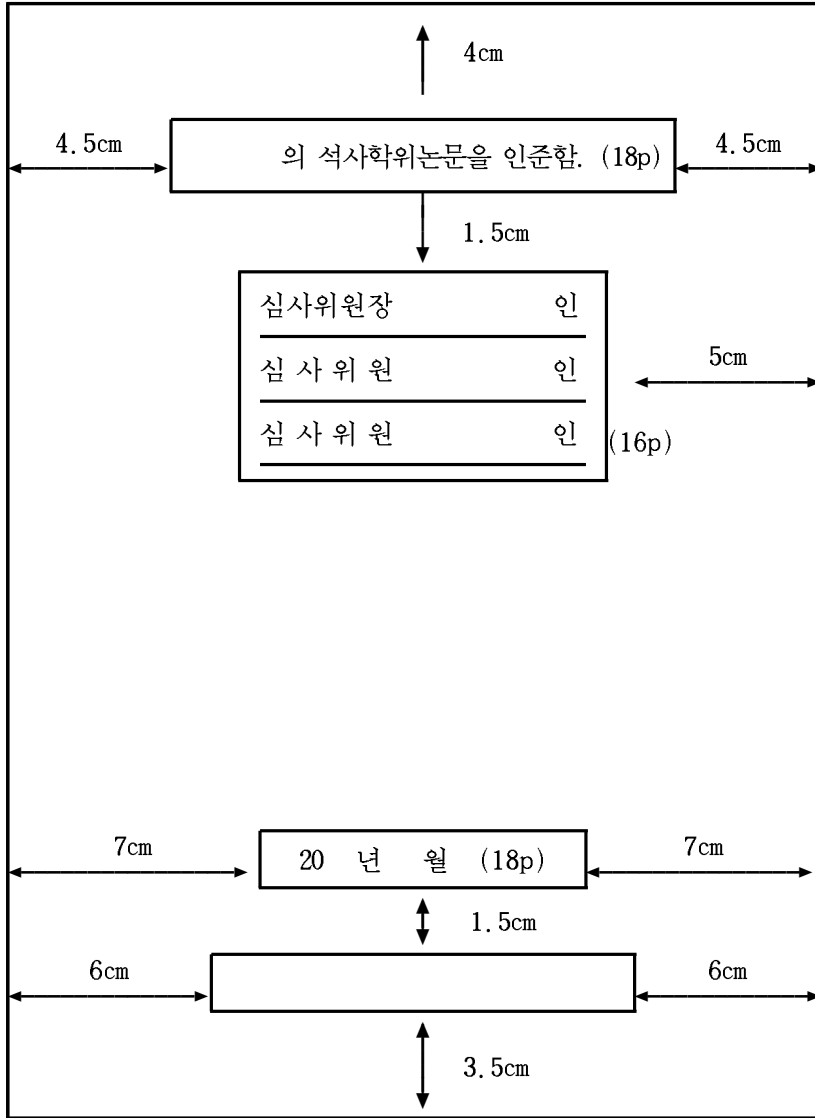 4cm
4.5cm
의 석사학위논문을 인준함. (18p)
4.5cm
1.5cm
심사위원장 인
심 사 위 원 인
5cm
심 사 위 원 인
(16p)
7cm
20 년 월 (18p)
7cm
1.5cm
6cm
6cm
3.5cm